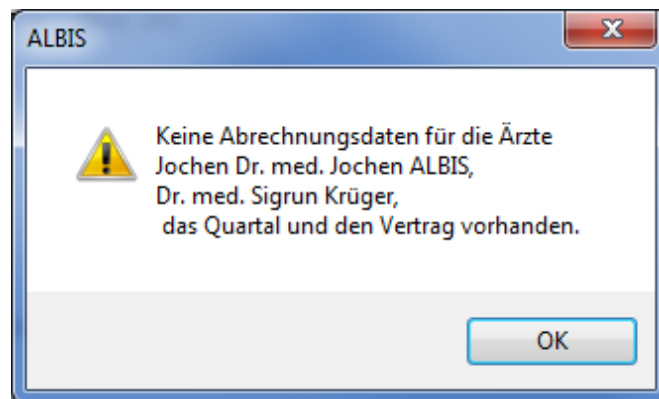 ALBIS
Keine Abrechnungsdaten für die Ärzte
Jochen Dr. med. Jochen ALBIS,
Dr. med. Sigrun Krüger,
das Quartal und den Vertrag vorhanden.
OK